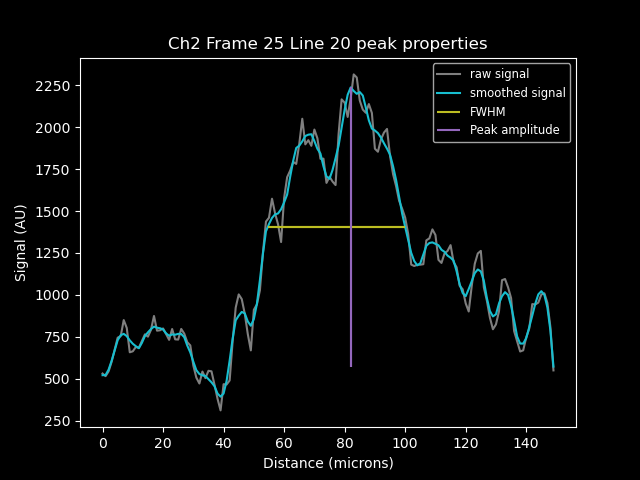 Ch2 Frame 25 Line 20 peak properties
raw signal
smoothed signal
FWHM
Peak amplitude
Signal (AU)
2250
2000
1750
1500
1250
1000
750
500
250
0 20 40 60 80 100 120 140
Distance (microns)